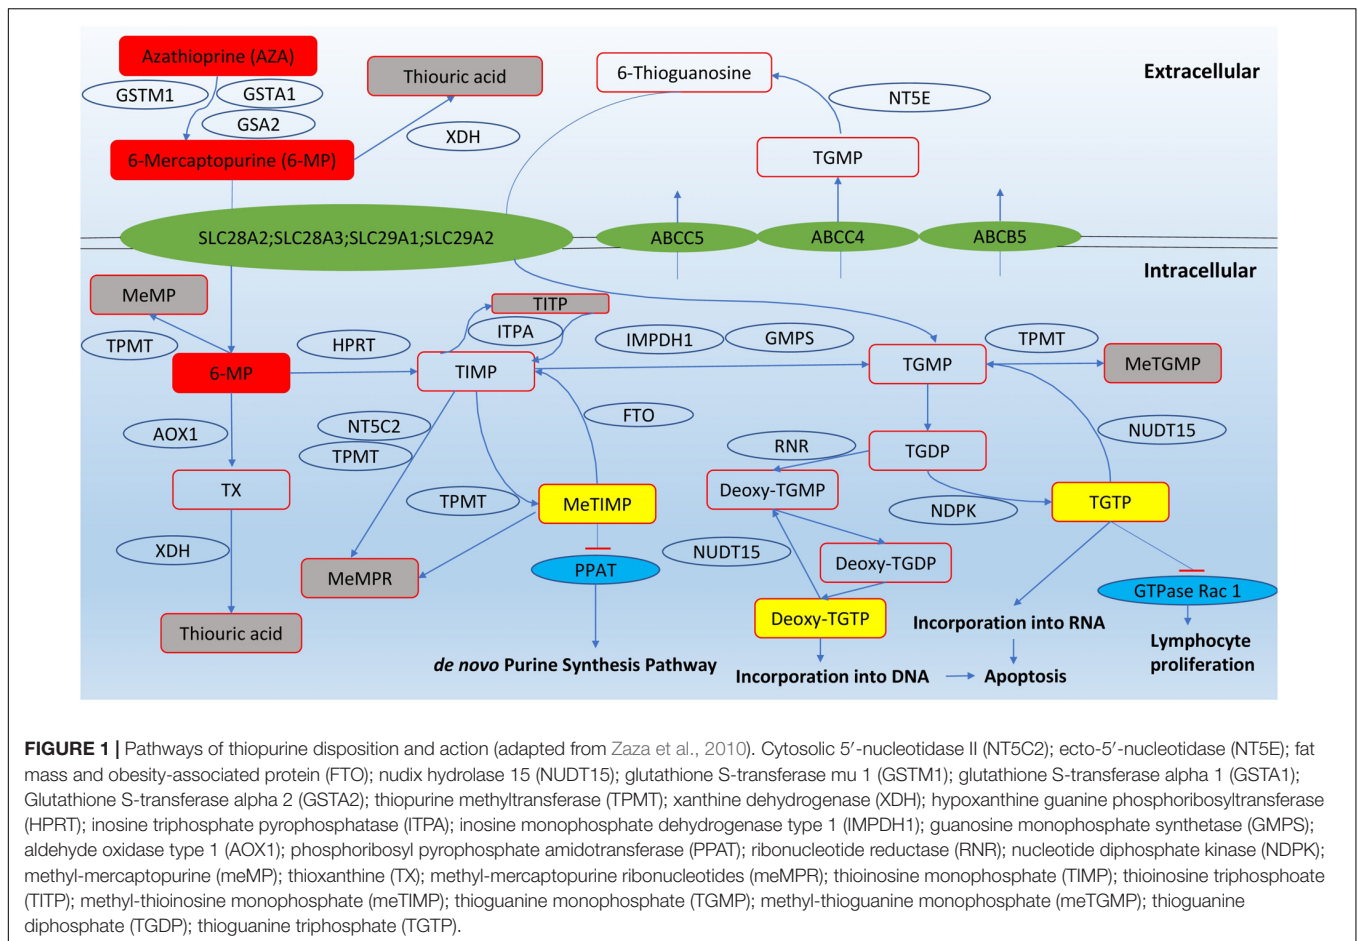 Azathioprine (AZA)
GSTM1
GSTA1
GSA2
6-Mercaptopurine (6-MP)
Thiouric acid
XDH
6-Thioguanosine
NT5E
TGMP
Extracellular
SLC28A2;SLC28A3;SLC29A1;SLC29A2
ABCC5
ABCC4
ABCB5
Intracellular
MeMP
TPMT
6-MP
HPRT
TITP
ITPA
TIMP
IMPDH1
GMPS
TGMP
TPMT
MeTGMP
AOX1
NT5C2
TPMT
FTO
RNR
TGDP
NUDT15
TX
TPMT
MeTIMP
Deoxy-TGMP
NDPK
TGTP
XDH
MeMPR
PPAT
NUDT15
Deoxy-TGDP
GTPase Rac 1
Thiouric acid
Deoxy-TGTP
Incorporation into RNA
Lymphocyte
proliferation
de novo Purine Synthesis Pathway
Incorporation into DNA
Apoptosis
FIGURE 1 | Pathways of thiopurine disposition and action (adapted from Zaza et al., 2010). Cytosolic 5′-nucleotidase II (NT5C2); ecto-5′-nucleotidase (NT5E); fat
mass and obesity-associated protein (FTO); nudix hydrolase 15 (NUDT15); glutathione S-transferase mu 1 (GSTM1); glutathione S-transferase alpha 1 (GSTA1);
Glutathione S-transferase alpha 2 (GSTA2); thiopurine methyltransferase (TPMT); xanthine dehydrogenase (XDH); hypoxanthine guanine phosphoribosyltransferase
(HPRT); inosine triphosphate pyrophosphatase (ITPA); inosine monophosphate dehydrogenase type 1 (IMPDH1); guanosine monophosphate synthetase (GMPS);
aldehyde oxidase type 1 (AOX1); phosphoribosyl pyrophosphate amidotransferase (PPAT); ribonucleotide reductase (RNR); nucleotide diphosphate kinase (NDPK);
methyl-mercaptopurine (meMP); thioxanthine (TX); methyl-mercaptopurine ribonucleotides (meMPR); thioinosine monophosphate (TIMP); thioinosine triphosphoate
(TITP); methyl-thioinosine monophosphate (meTIMP); thioguanine monophosphate (TGMP); methyl-thioguanine monophosphate (meTGMP); thioguanine
diphosphate (TGDP); thioguanine triphosphate (TGTP).